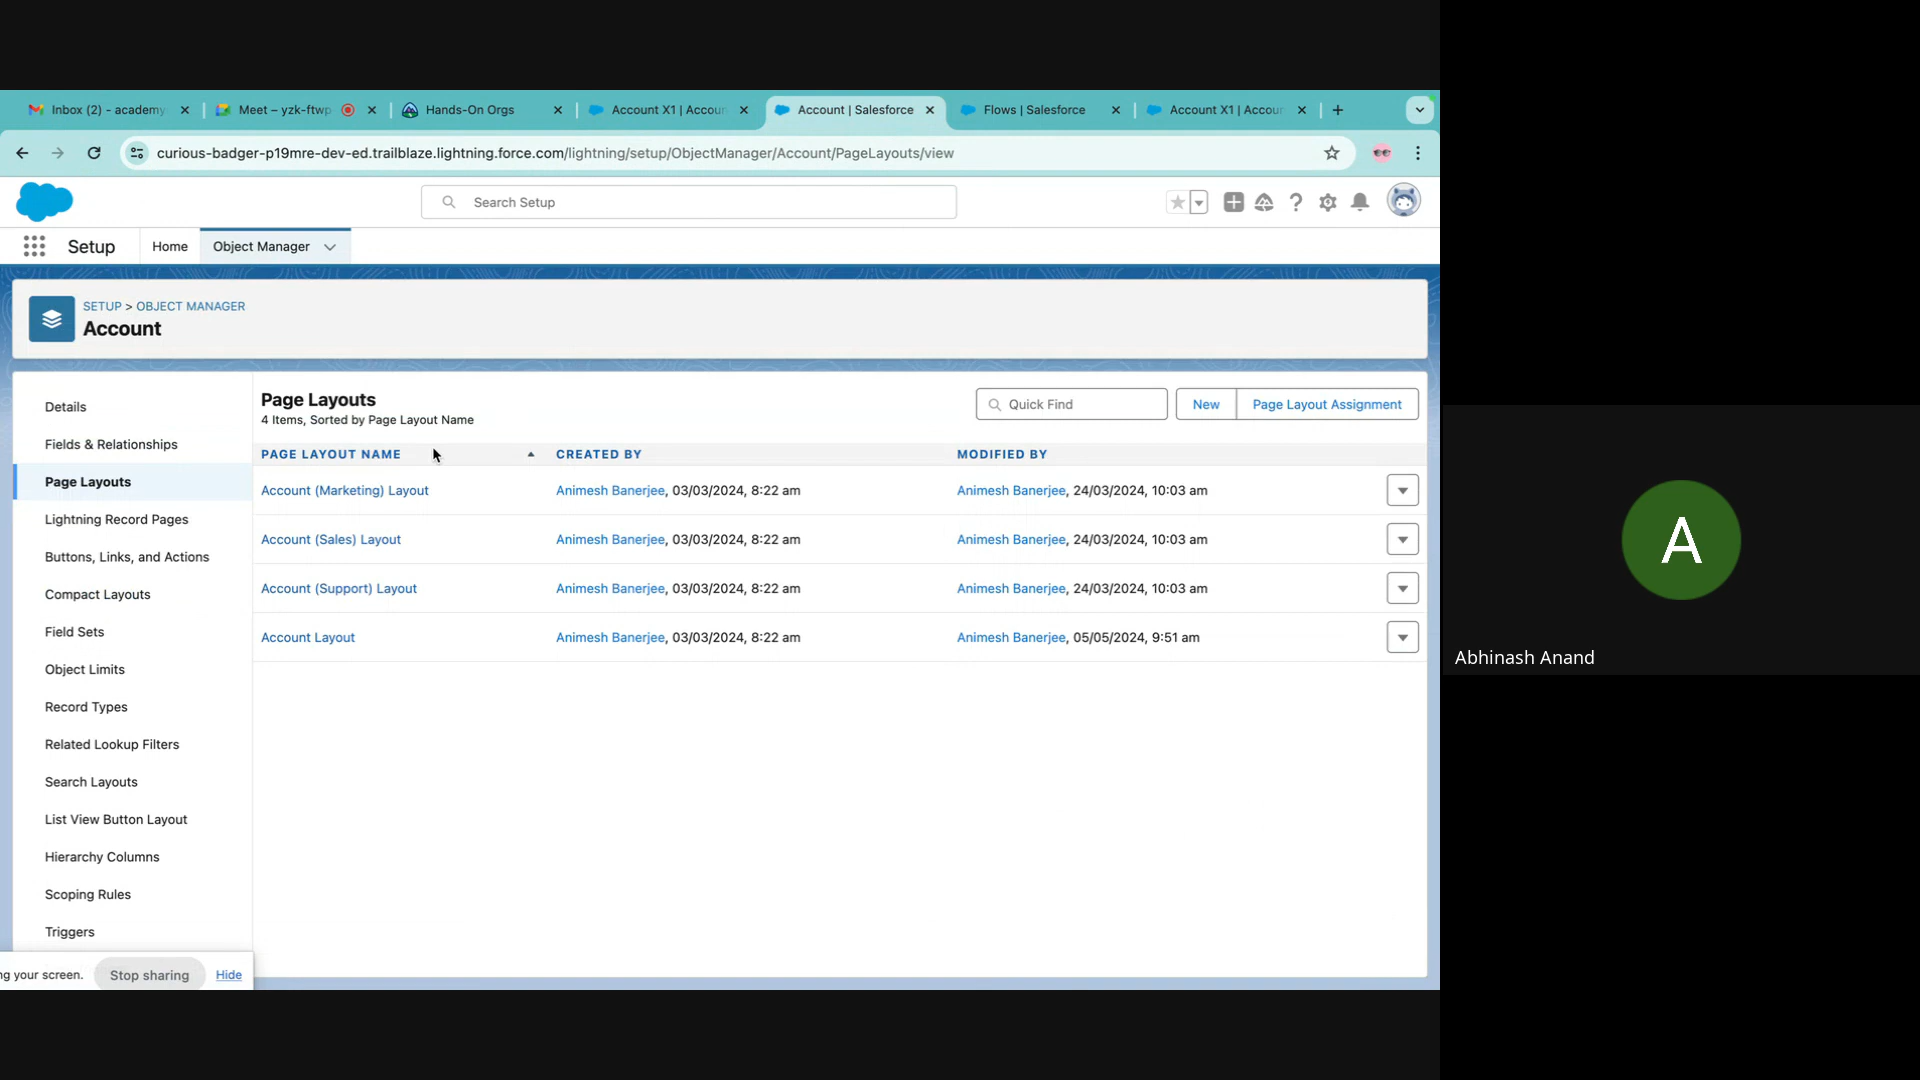 Inbox (2) - academy
Meet – yzk-ftwp
Hands-On Orgs
Account X1 | Accoun
Account | Salesforce
Flows | Salesforce
Account X1 | Accour
curious-badger-p19mre-dev-ed.trailblaze.lightning.force.com/lightning/setup/ObjectManager/Account/PageLayouts/view
Search Setup
Setup
Home
Object Manager
SETUP > OBJECT MANAGER
Account
Details
Fields & Relationships
Page Layouts
Lightning Record Pages
Buttons, Links, and Actions
Compact Layouts
Field Sets
Object Limits
Record Types
Related Lookup Filters
Search Layouts
List View Button Layout
Hierarchy Columns
Scoping Rules
Triggers
Page Layouts
4 Items, Sorted by Page Layout Name
Quick Find
New
Page Layout Assignment
PAGE LAYOUT NAME CREATED BY MODIFIED BY
Account (Marketing) Layout Animesh Banerjee, 03/03/2024, 8:22 am Animesh Banerjee, 24/03/2024, 10:03 am
Account (Sales) Layout Animesh Banerjee, 03/03/2024, 8:22 am Animesh Banerjee, 24/03/2024, 10:03 am
Account (Support) Layout Animesh Banerjee, 03/03/2024, 8:22 am Animesh Banerjee, 24/03/2024, 10:03 am
Account Layout Animesh Banerjee, 03/03/2024, 8:22 am Animesh Banerjee, 05/05/2024, 9:51 am
ng your screen. Stop sharing Hide
A
Abhinash Anand